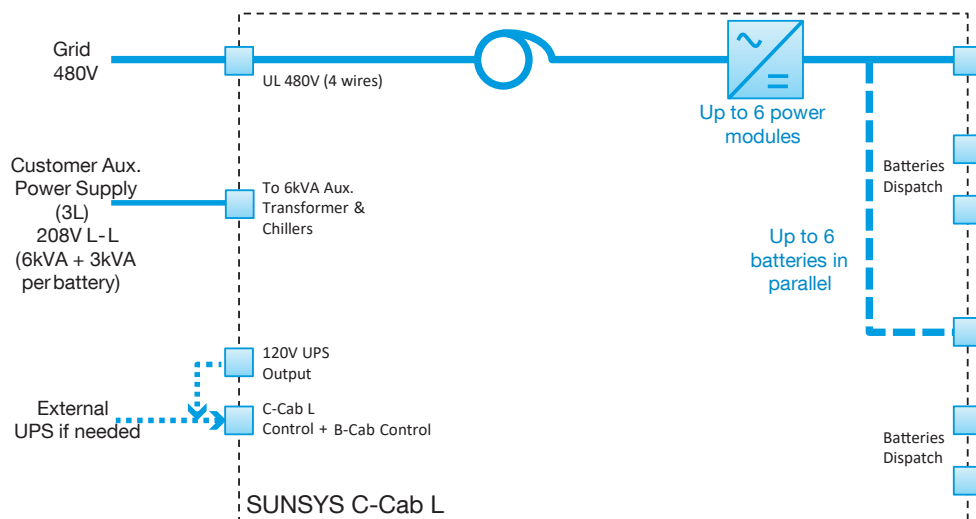 Grid
480V
UL 480V (4 wires)
Up to 6 power
modules
Batteries
Dispatch
Customer Aux.
Power Supply
(3L)
208V L-L
(6kVA + 3kVA
per battery)
To 6kVA Aux.
Transformer &
Chillers
Up to 6
batteries in
parallel
120V UPS
Output
External
UPS if needed
C-Cab L
Control + B-Cab Control
Batteries
Dispatch
SUNSYS C-Cab L